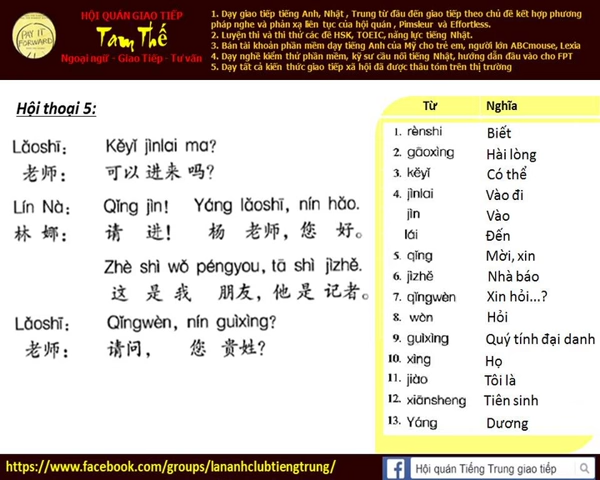 PAY IT
FORWARD
HỘI QUÁN GIAO TIẾP
Tam Thế
Ngoại ngữ - Giao Tiếp - Tư vấn
1. Dạy giao tiếp tiếng Anh, Nhật , Trung từ đầu đến giao tiếp theo chủ đề kết hợp phương
pháp nghe và phản xạ liên tục của hội quán , Pimsleur và Effortless.
2. Luyện thi và thi thử các đề HSK, TOEIC, năng lực tiếng Nhật.
3. Bán tài khoản phần mềm dạy tiếng Anh của Mỹ cho trẻ em, người lớn ABCmouse, Lexia
4. Dạy nghề kiểm thử phần mềm, kỹ sư cầu nối tiếng Nhật, hướng dẫn đầu vào cho FPT
5. Dạy tất cả kiến thức giao tiếp xã hội đã được thâu tóm trên thị trường
Hội thoại 5:
Lǎoshī: Kěyǐ jìnlai ma?
老师: 可以进来吗?
Lín Nà: Qǐng jìn! Yáng lǎoshī, nín hǎo.
林娜: 请 进! 杨 老师, 您 好。
Zhè shì wǒ péngyou, tā shì jìzhě.
这 是 我 朋友, 他 是 记者。
Lǎoshī: Qǐngwèn, nín guìxìng?
老师: 请问, 您 贵姓?
Từ Nghĩa
1. rènshi Biết
2. gāoxìng Hài lòng
3. kěyǐ Có thể
4. jìnlai Vào đi
jìn Vào
lái Đến
5. qǐng Mời, xin
6. jìzhě Nhà báo
7. qǐngwèn Xin hỏi...?
8. wèn Hỏi
9. guìxìng Quý tính đại danh
10. xìng Họ
11. jiào Tôi là
12. xiānsheng Tiên sinh
13. Yáng Dương
https://www.facebook.com/groups/lananhclubtiengtrung/
f Hội quán Tiếng Trung giao tiếp